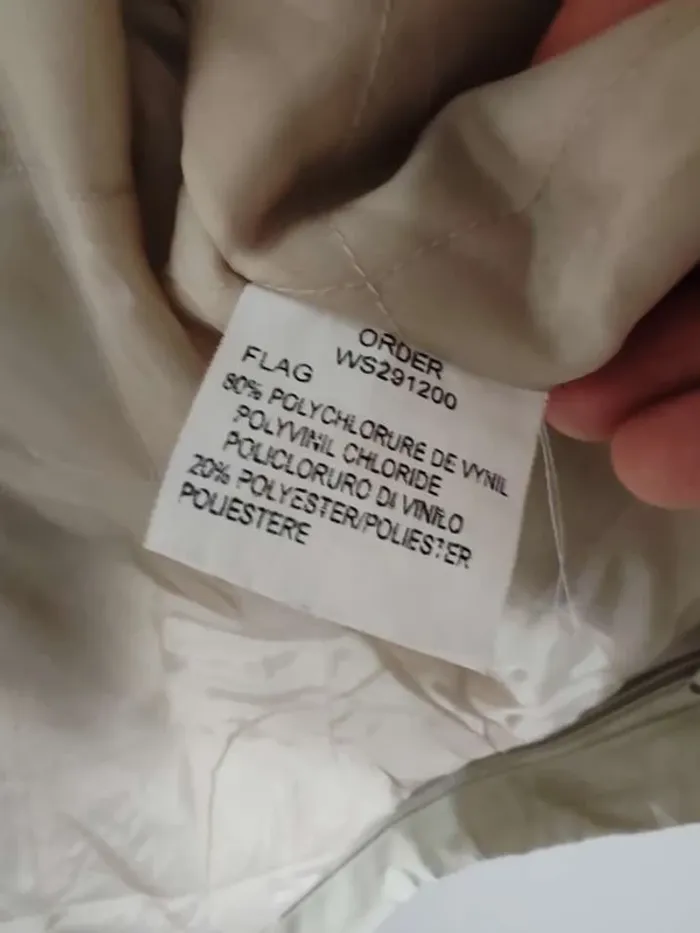 ORDER
FLAG WS291200
80% POLYCHLORURE DE VYNIL
POLYVINIL CHLORIDE
POLICLORURO DI VINILO
20% POLYESTER/POLIESTER
POLIESTERE